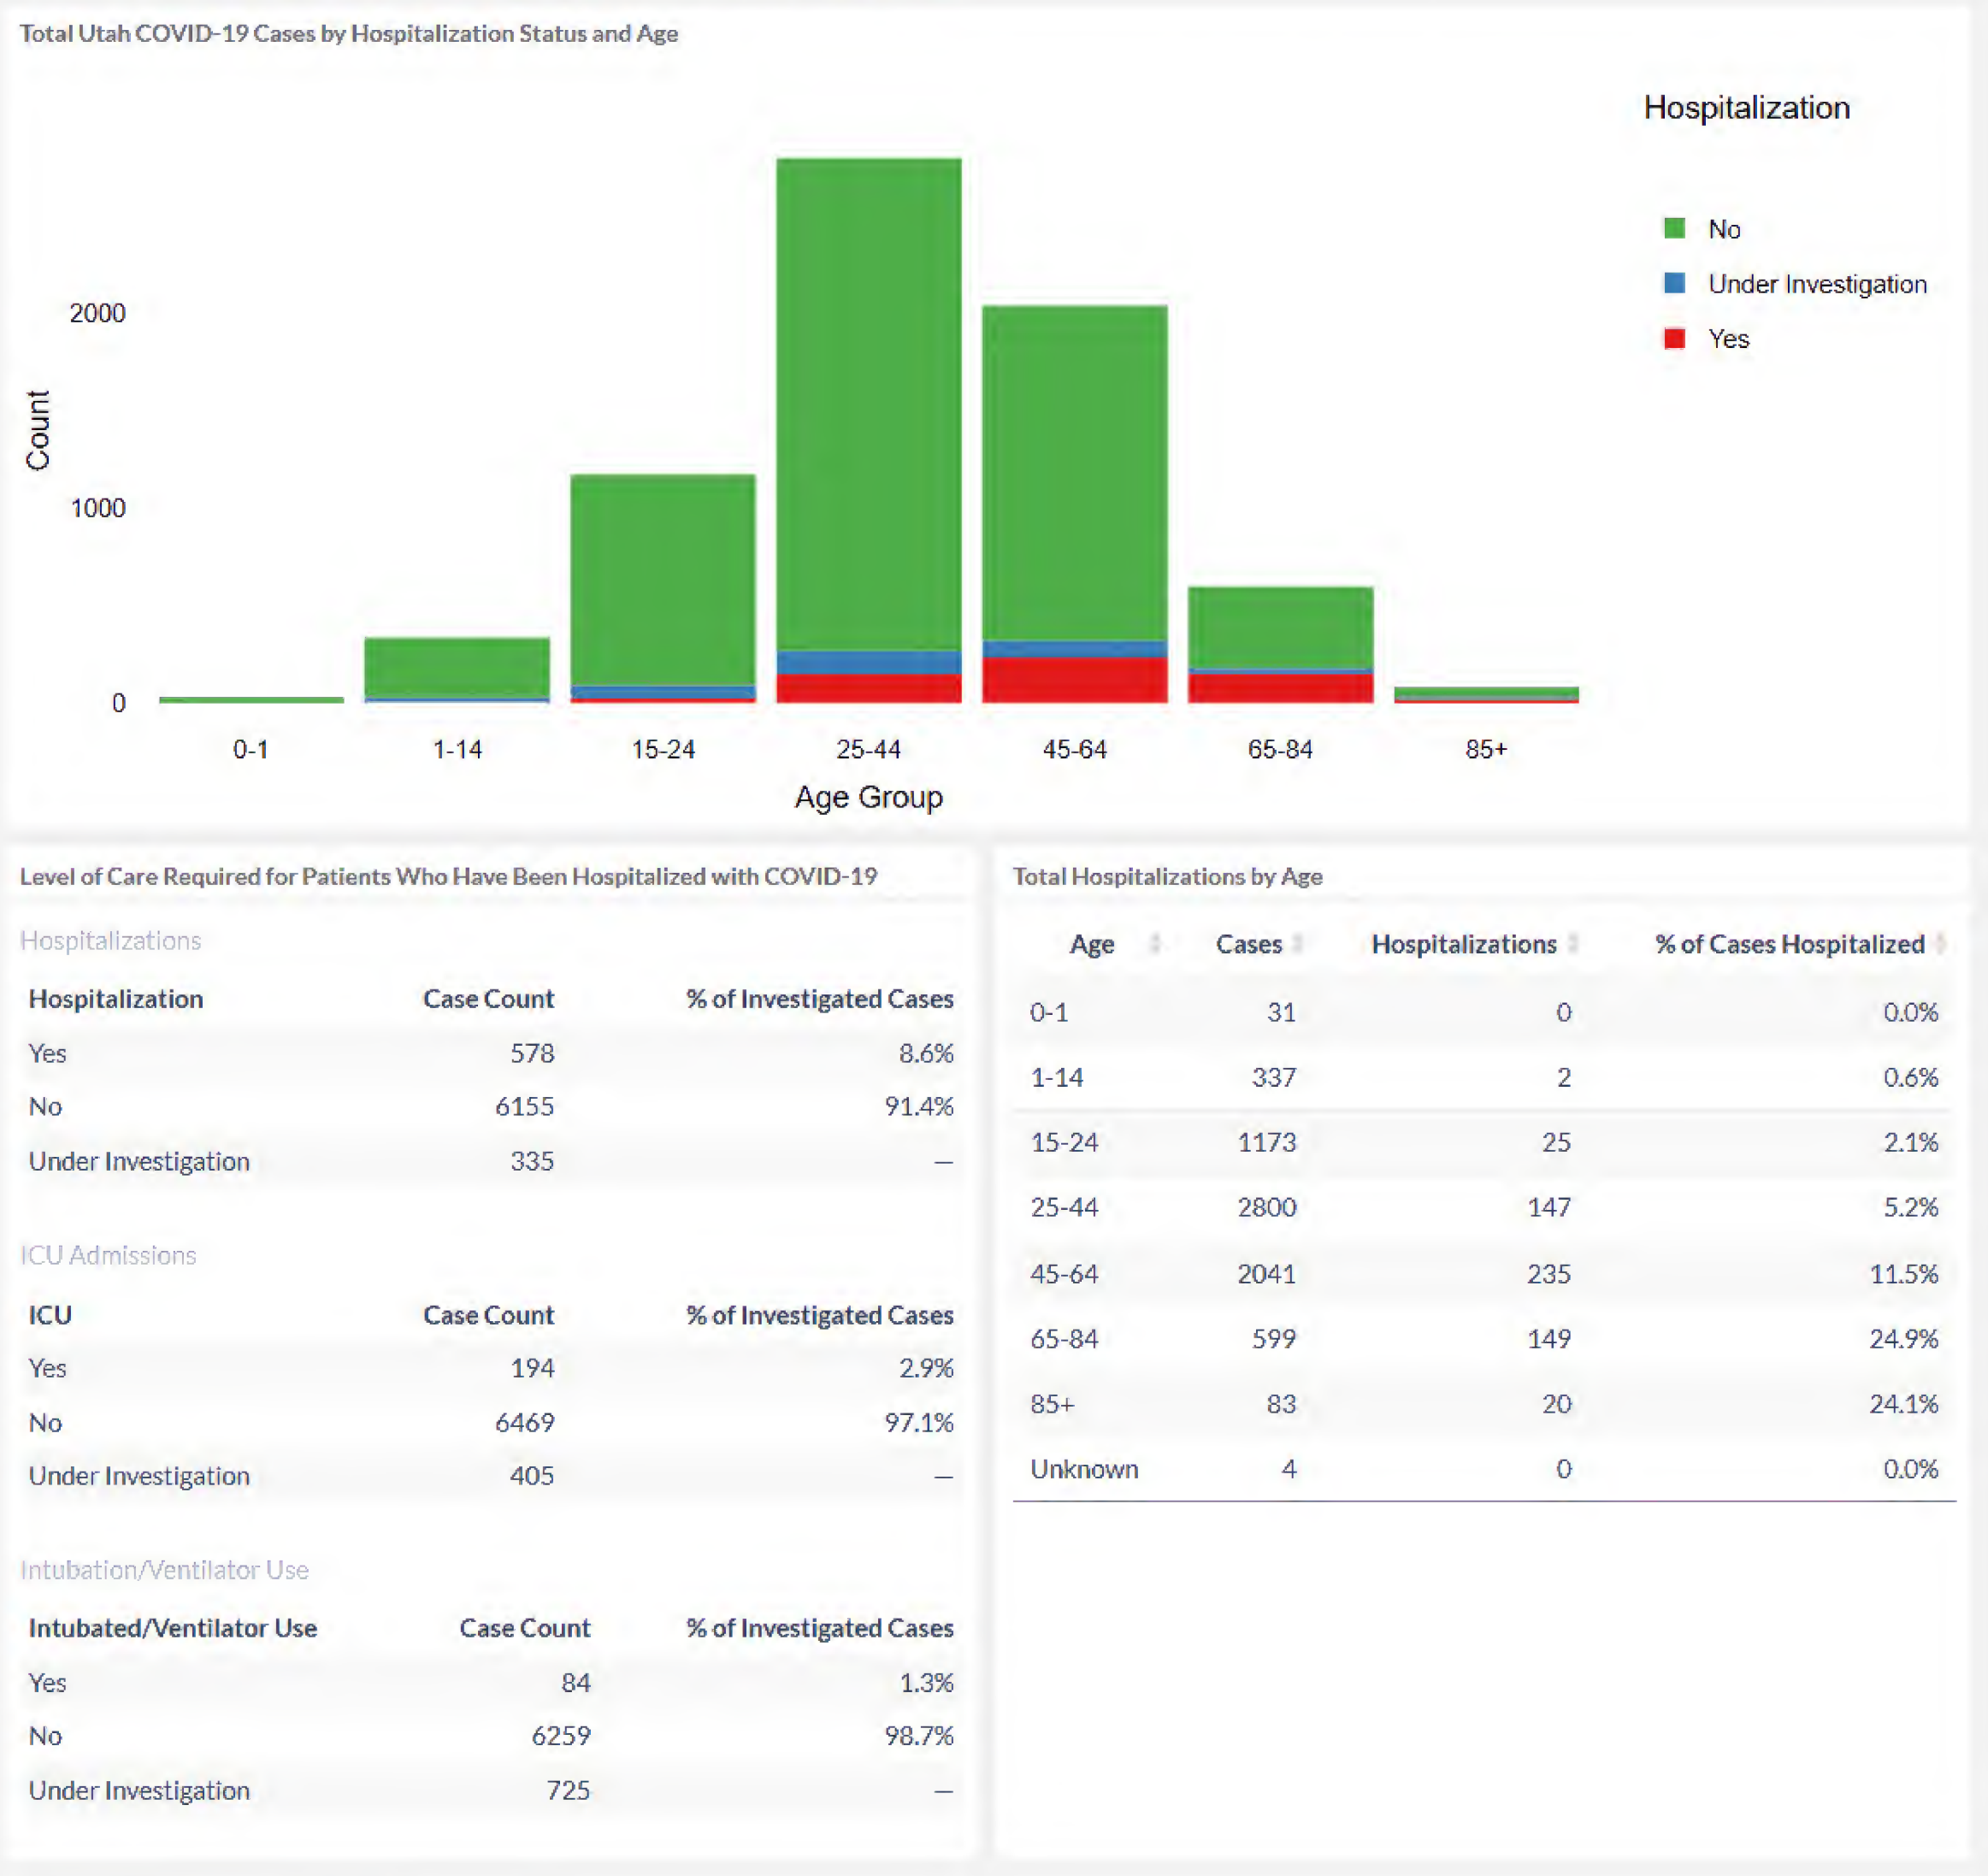 Total Utah COVID-19 Cases by Hospitalization Status and Age
Hospitalization
No
Under Investigation
Yes
Count
2000
1000
0
0-1 1-14 15-24 25-44 45-64 65-84 85+
Age Group
Level of Care Required for Patients Who Have Been Hospitalized with COVID-19
Hospitalizations
Hospitalization Case Count % of Investigated Cases
Yes 578 8.6%
No 6155 91.4%
Under Investigation 335 —
ICU Admissions
ICU Case Count % of Investigated Cases
Yes 194 2.9%
No 6469 97.1%
Under Investigation 405 —
Intubation/Ventilator Use
Intubated/Ventilator Use Case Count % of Investigated Cases
Yes 84 1.3%
No 6259 98.7%
Under Investigation 725 —
Total Hospitalizations by Age
Age Cases Hospitalizations % of Cases Hospitalized
0-1 31 0 0.0%
1-14 337 2 0.6%
15-24 1173 25 2.1%
25-44 2800 147 5.2%
45-64 2041 235 11.5%
65-84 599 149 24.9%
85+ 83 20 24.1%
Unknown 4 0 0.0%